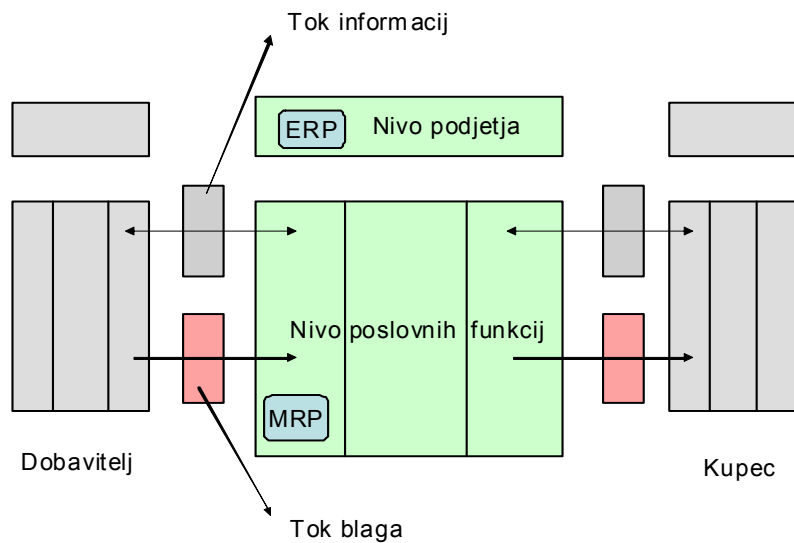 Tok informacij
ERP
Nivo podjetja
Nivo poslovnih funkcij
MRP
Dobavitelj
Kupec
Tok blaga